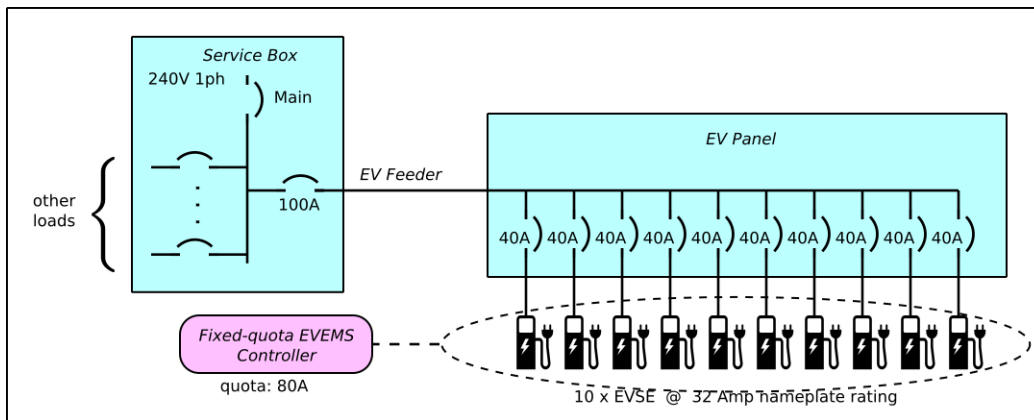 Service Box
240V 1ph
Main
other
loads
100A
EV Feeder
EV Panel
40A 40A 40A 40A 40A 40A 40A 40A 40A 40A
Fixed-quota EVEMS
Controller
quota: 80A
10 x EVSE @ 32 Amp nameplate rating